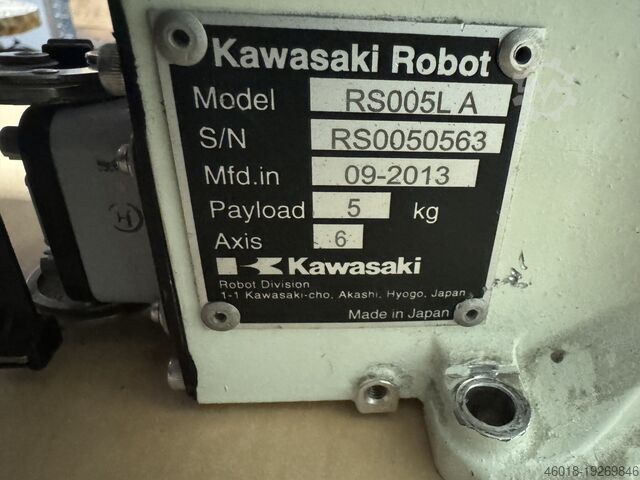 Kawasaki Robot
Model RS005L A
S/N RS0050563
Mfd.in 09-2013
Payload 5 kg
Axis 6
Kawasaki
Robot Division
1-1 Kawasaki-cho, Akashi, Hyogo, Japan
Made in Japan
46018-19269846